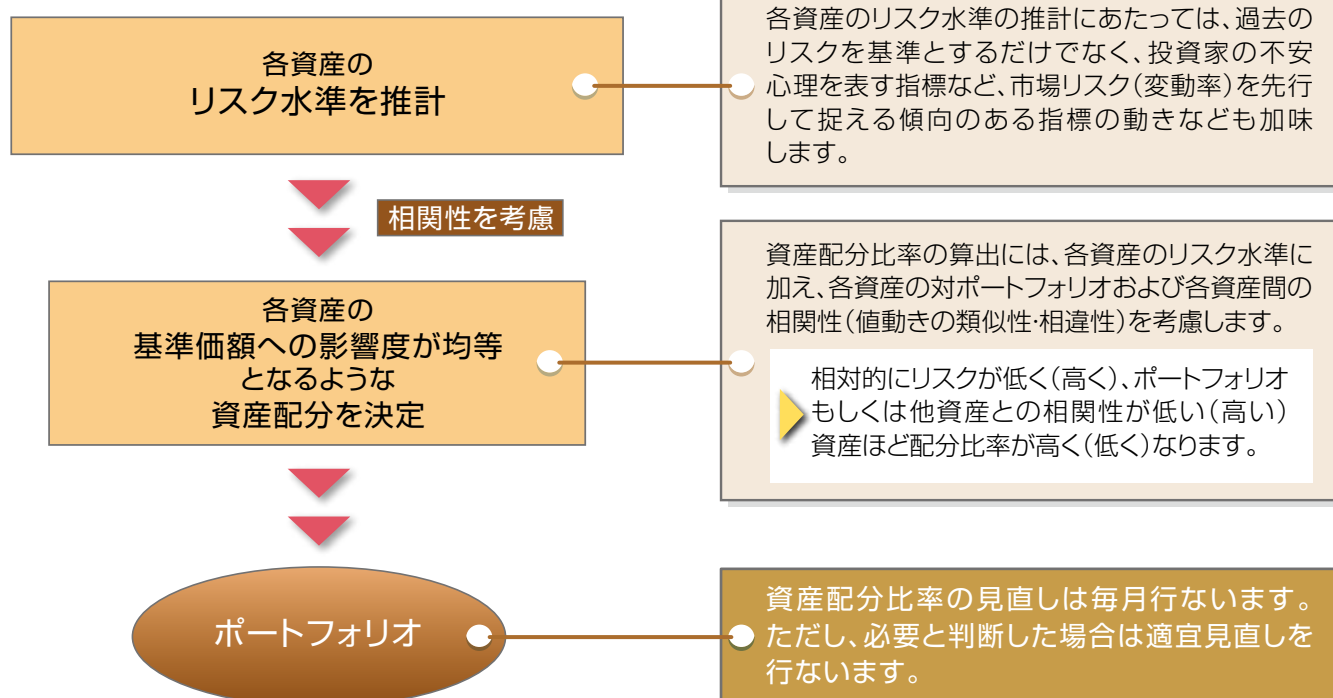 各資産の
リスク水準を推計
各資産のリスク水準の推計にあたっては、過去の
リスクを基準とするだけでなく、投資家の不安
心理を表す指標など、市場リスク(変動率)を先行
して捉える傾向のある指標の動きなども加味
します。
相関性を考慮
各資産の
基準価額への影響度が均等
となるような
資産配分を決定
資産配分比率の算出には、各資産のリスク水準に
加え、各資産の対ポートフォリオおよび各資産間の
相関性(値動きの類似性・相違性)を考慮します。
相対的にリスクが低く(高く)、ポートフォリオ
もしくは他資産との相関性が低い(高い)
資産ほど配分比率が高く(低く)なります。
ポートフォリオ
資産配分比率の見直しは毎月行ないます。
ただし、必要と判断した場合は適宜見直しを
行ないます。